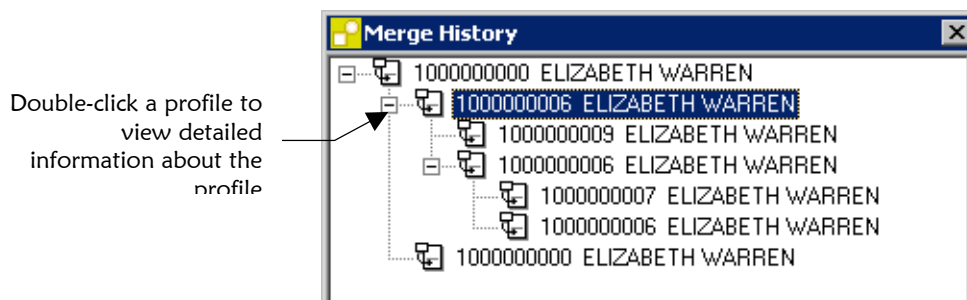 Merge History
1000000000 ELIZABETH WARREN
1000000006 ELIZABETH WARREN
1000000009 ELIZABETH WARREN
1000000006 ELIZABETH WARREN
1000000007 ELIZABETH WARREN
1000000006 ELIZABETH WARREN
1000000000 ELIZABETH WARREN
Double-click a profile to
view detailed
information about the
profile